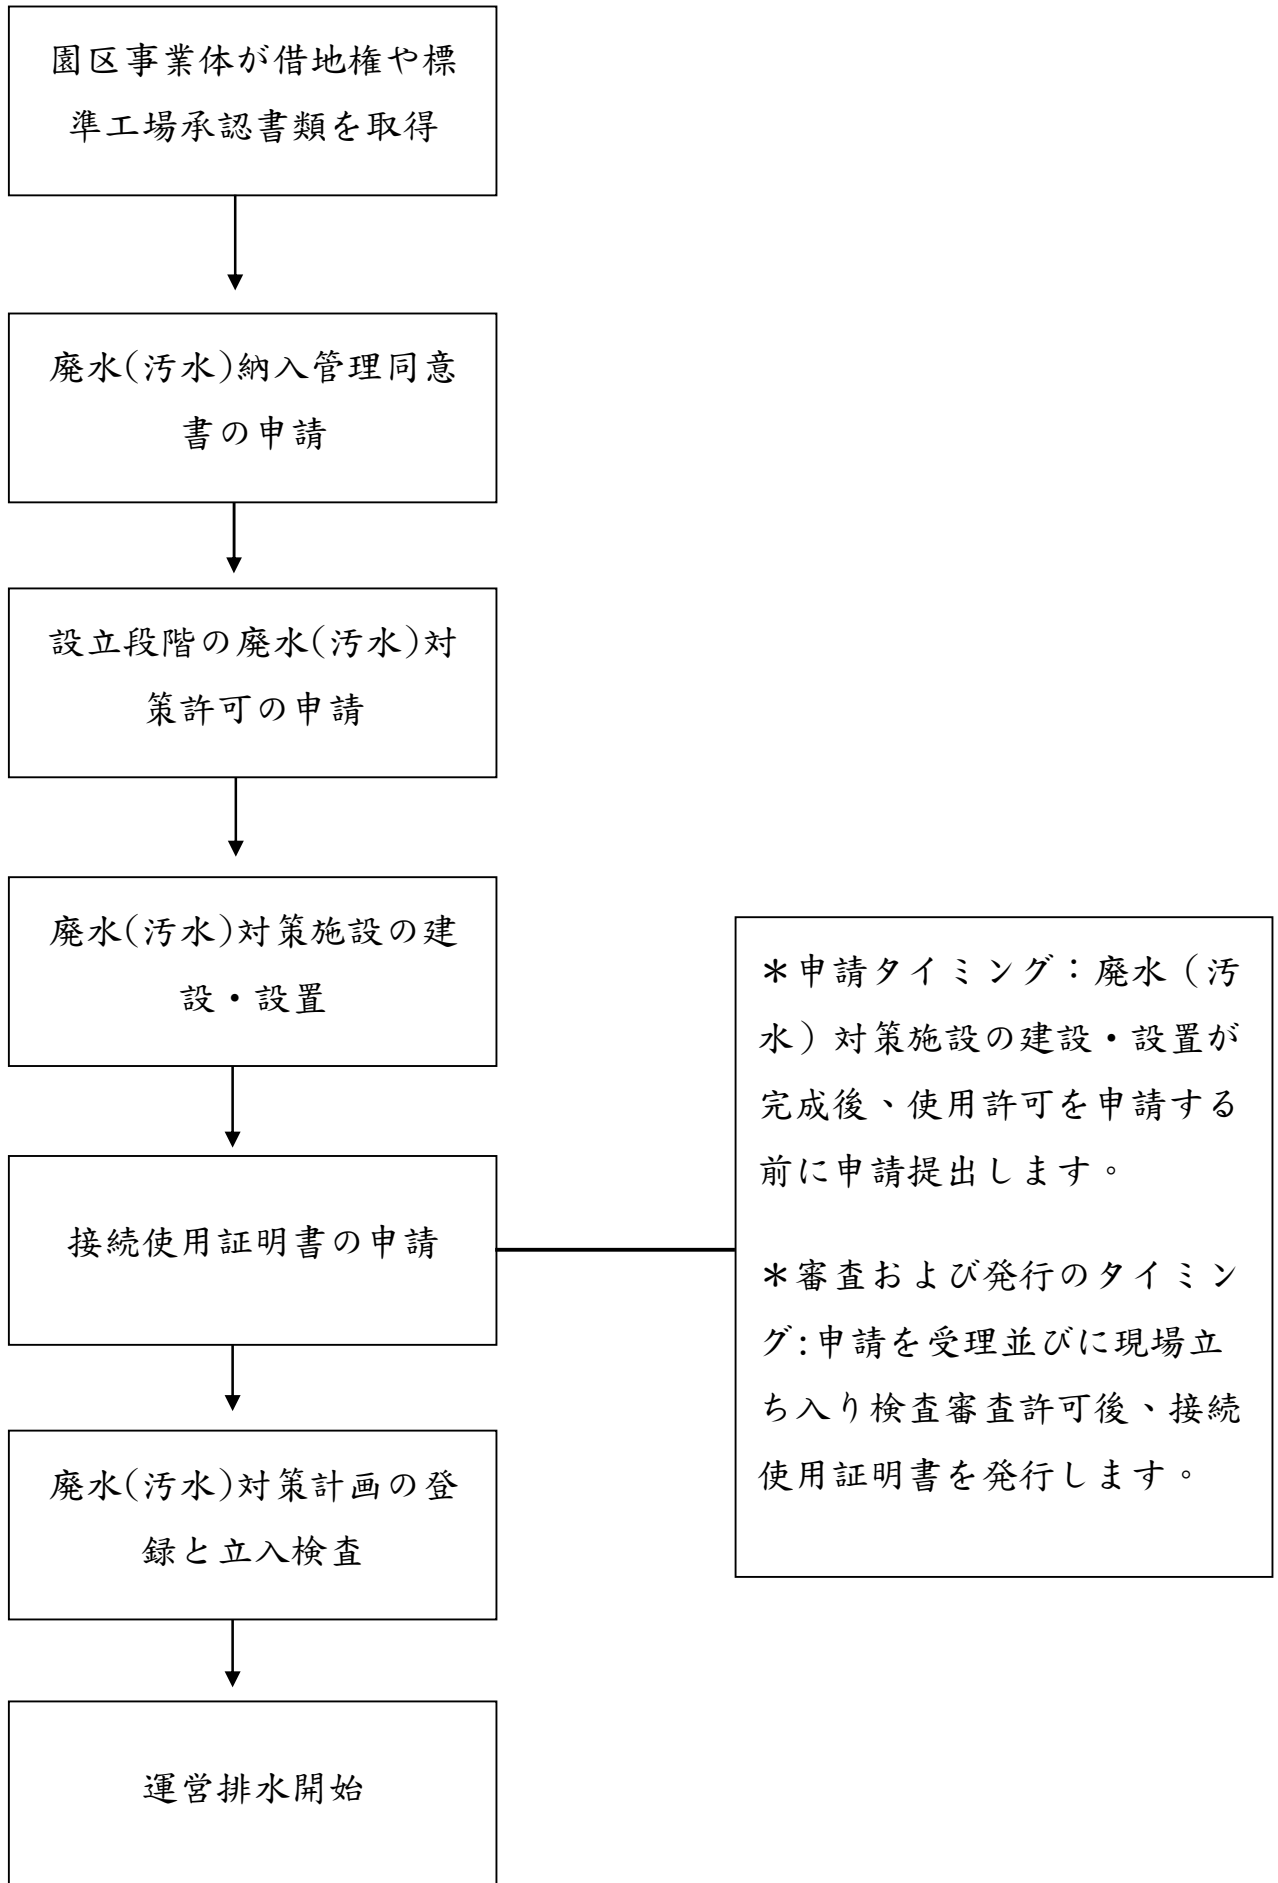 園区事業体が借地権や標
準工場承認書類を取得
廃水(汚水)納入管理同意
書の申請
設立段階の廃水(汚水)対
策許可の申請
廃水(汚水)対策施設の建
設・設置
接続使用証明書の申請
廃水(汚水)対策計画の登
録と立入検査
運営排水開始
＊申請タイミング：廃水（汚
水）対策施設の建設・設置が
完成後、使用許可を申請する
前に申請提出します。
＊審査および発行のタイミン
グ:申請を受理並びに現場立
ち入り検査審査許可後、接続
使用証明書を発行します。